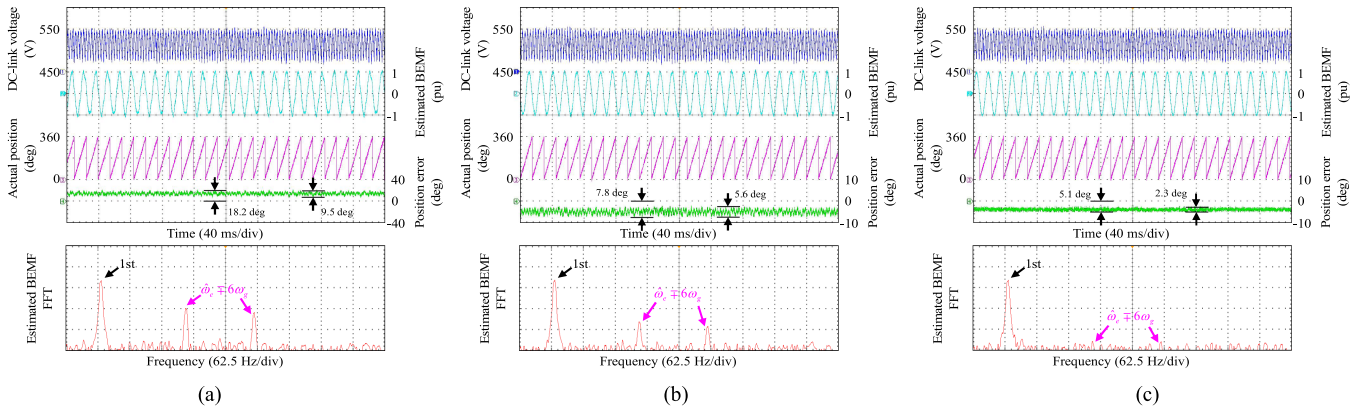 DC-link voltage
(V)
550
450
1
0
-1
Estimated BEMF
(pu)
Actual position
(deg)
360
0
40
0
-40
Position error
(deg)
18.2 deg
9.5 deg
Time (40 ms/div)
Estimated BEMF
FFT
1st
ω̂e ∓6ωg
Frequency (62.5 Hz/div)
(a)
DC-link voltage
(V)
550
450
1
0
-1
Estimated BEMF
(pu)
Actual position
(deg)
360
0
10
0
-10
Position error
(deg)
7.8 deg
5.6 deg
Time (40 ms/div)
Estimated BEMF
FFT
1st
ω̂e ∓6ωg
Frequency (62.5 Hz/div)
(b)
DC-link voltage
(V)
550
450
1
0
-1
Estimated BEMF
(pu)
Actual position
(deg)
360
0
10
0
-10
Position error
(deg)
5.1 deg
2.3 deg
Time (40 ms/div)
Estimated BEMF
FFT
1st
ω̂e ∓6ωg
Frequency (62.5 Hz/div)
(c)